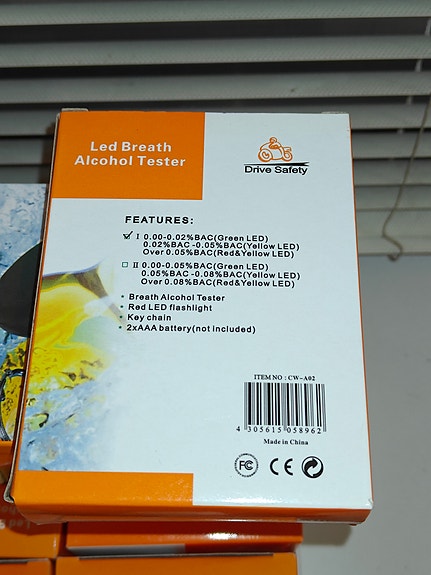 Led Breath
Alcohol Tester
Drive Safety
FEATURES:
I 0.00-0.02%BAC(Green LED)
0.02%BAC -0.05%BAC(Yellow LED)
Over 0.05%BAC(Red&Yellow LED)
II 0.00-0.05%BAC(Green LED)
0.05%BAC -0.08%BAC(Yellow LED)
Over 0.08%BAC(Red&Yellow LED)
Breath Alcohol Tester
Red LED flashlight
Key chain
2xAAA battery(not included)
ITEM NO : CW-A02
4 305615 058962
Made in China
FC CE